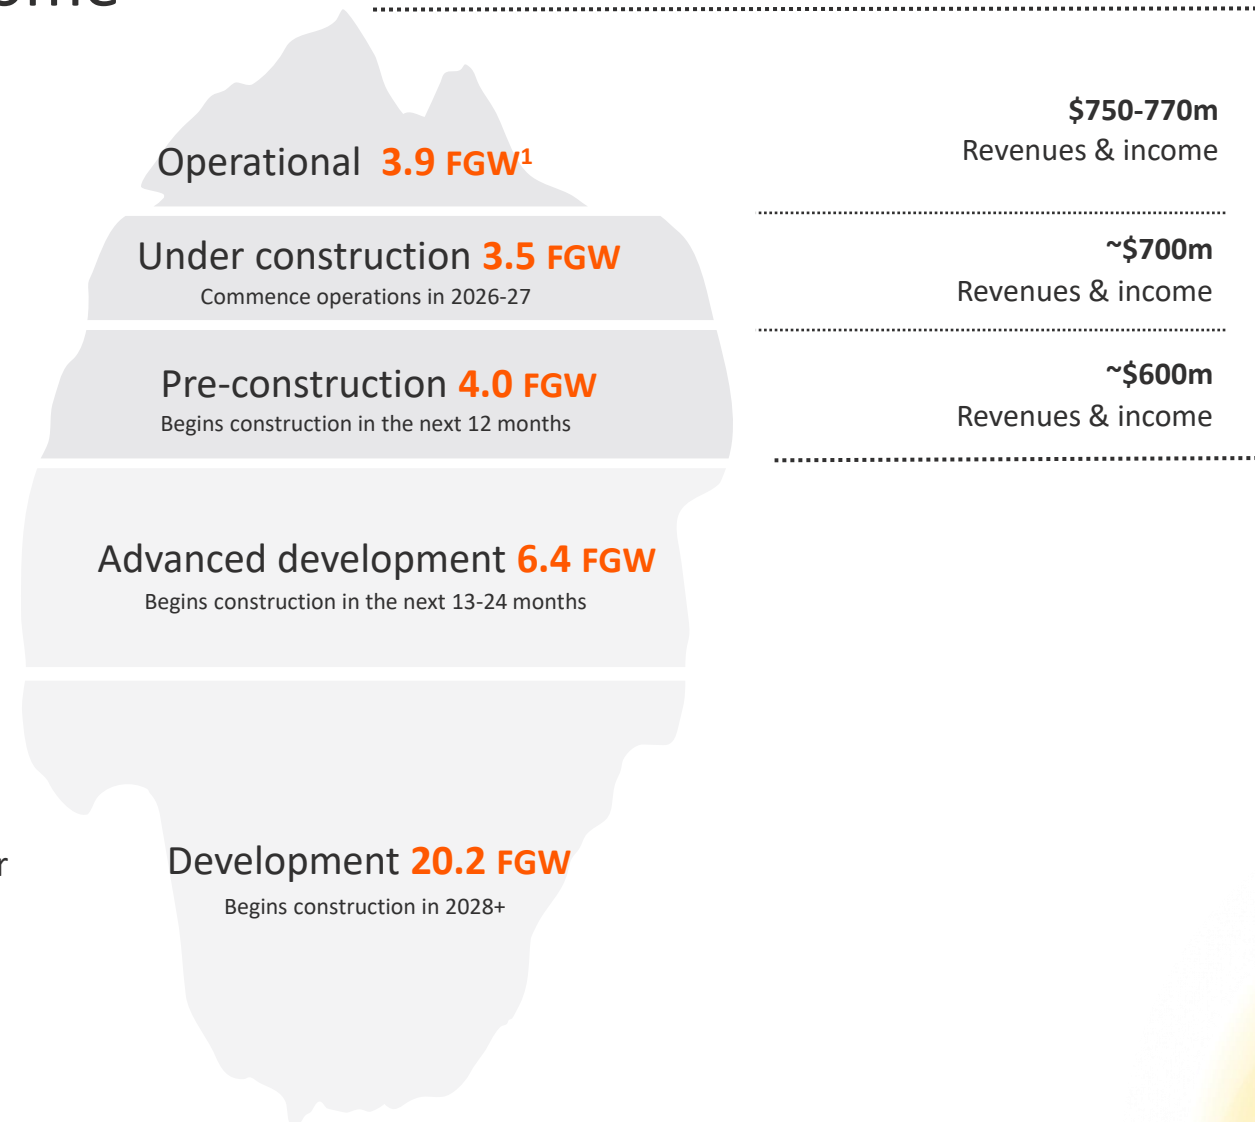 Operational 3.9 FGW¹
$750-770m
Revenues & income
Under construction 3.5 FGW
Commence operations in 2026-27
~$700m
Revenues & income
Pre-construction 4.0 FGW
Begins construction in the next 12 months
~$600m
Revenues & income
Advanced development 6.4 FGW
Begins construction in the next 13-24 months
Development 20.2 FGW
Begins construction in 2028+